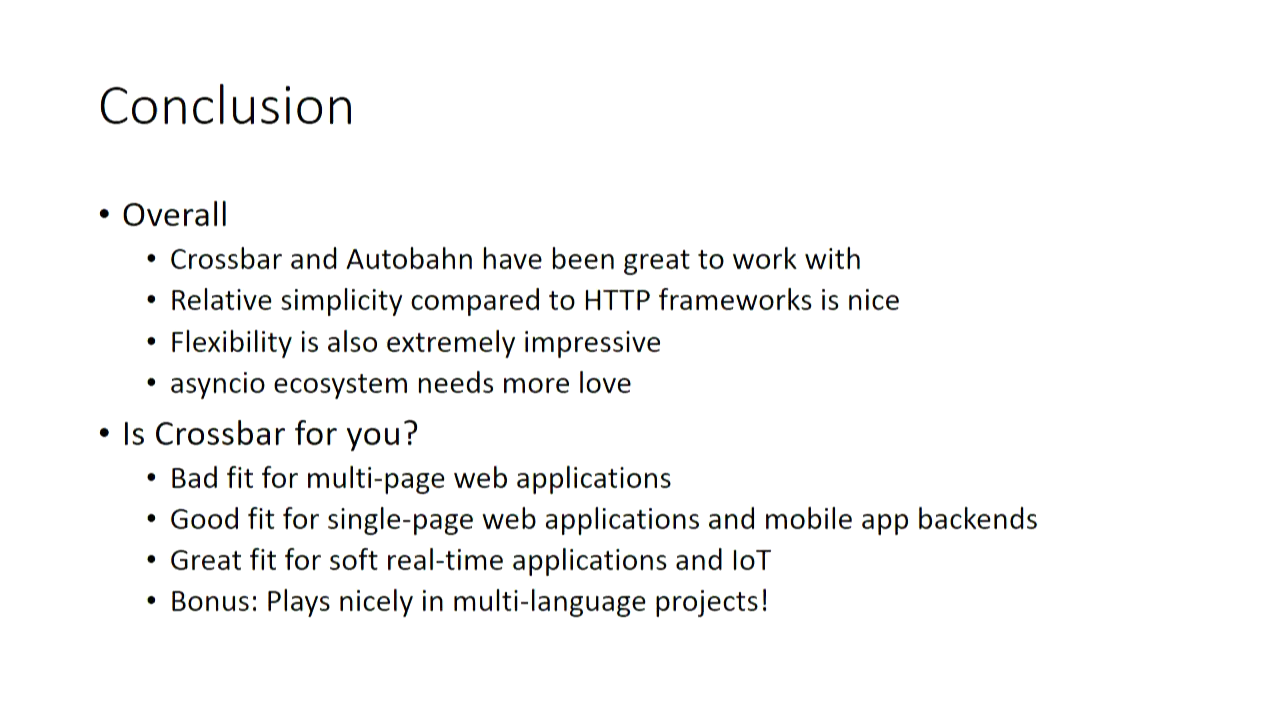 Conclusion
• Overall
• Crossbar and Autobahn have been great to work with
• Relative simplicity compared to HTTP frameworks is nice
• Flexibility is also extremely impressive
• asyncio ecosystem needs more love
• Is Crossbar for you?
• Bad fit for multi-page web applications
• Good fit for single-page web applications and mobile app backends
• Great fit for soft real-time applications and IoT
• Bonus: Plays nicely in multi-language projects!